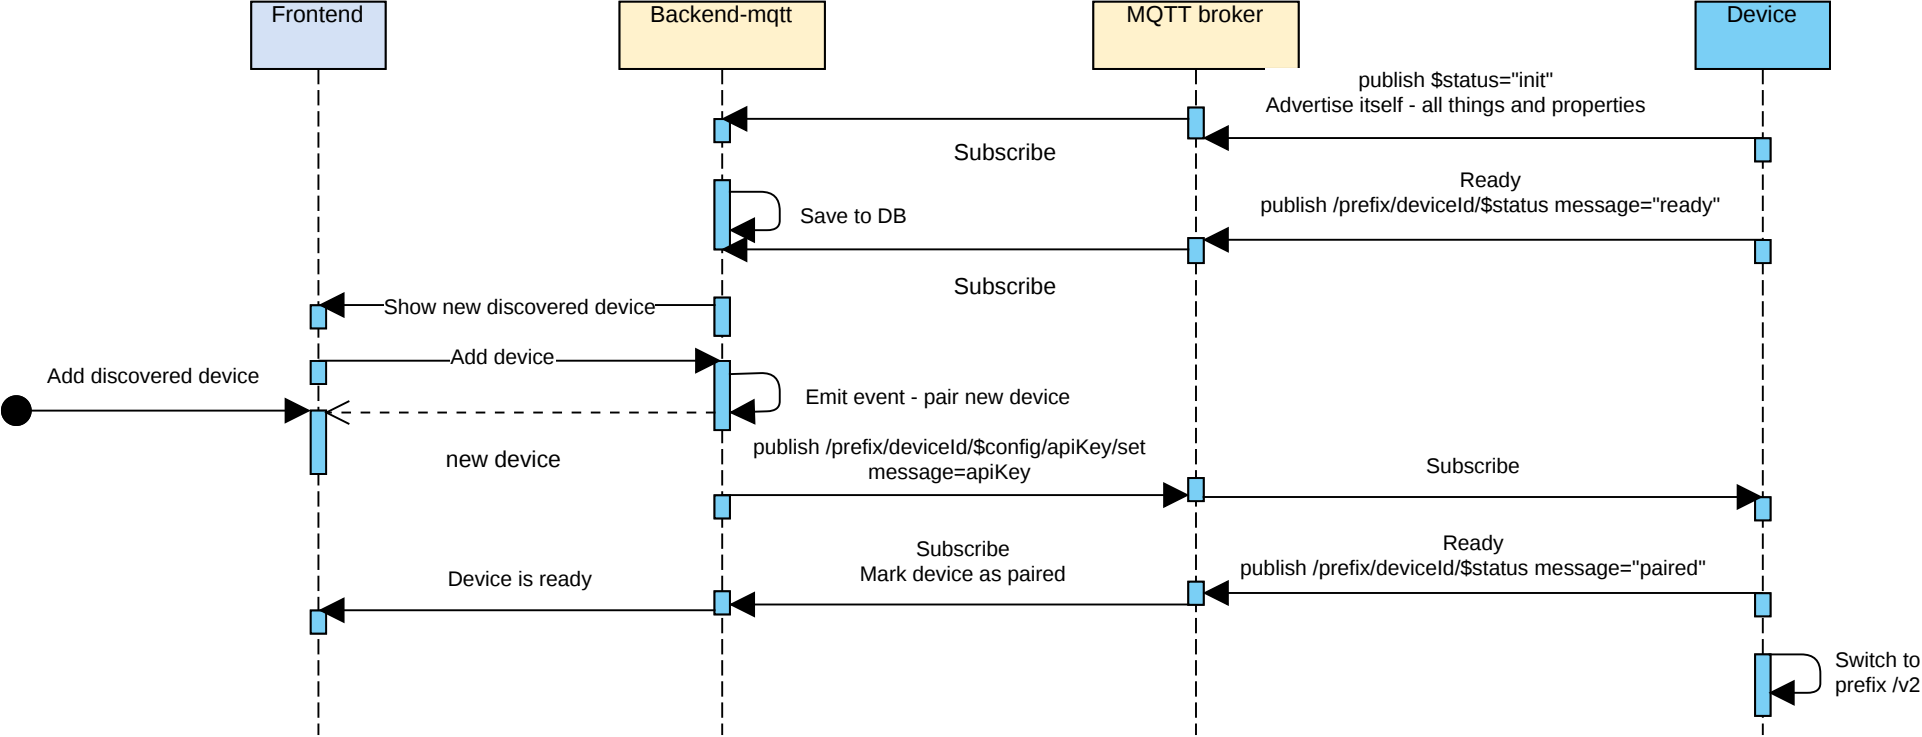 Frontend
Backend-mqtt
MQTT broker
Device
publish $status="init"
Advertise itself - all things and properties
Subscribe
Ready
publish /prefix/deviceId/$status message="ready"
Save to DB
Subscribe
Show new discovered device
Add device
Add discovered device
Emit event - pair new device
new device
publish /prefix/deviceId/$config/apiKey/set
message=apiKey
Subscribe
Ready
publish /prefix/deviceId/$status message="paired"
Subscribe
Mark device as paired
Device is ready
Switch to
prefix /v2